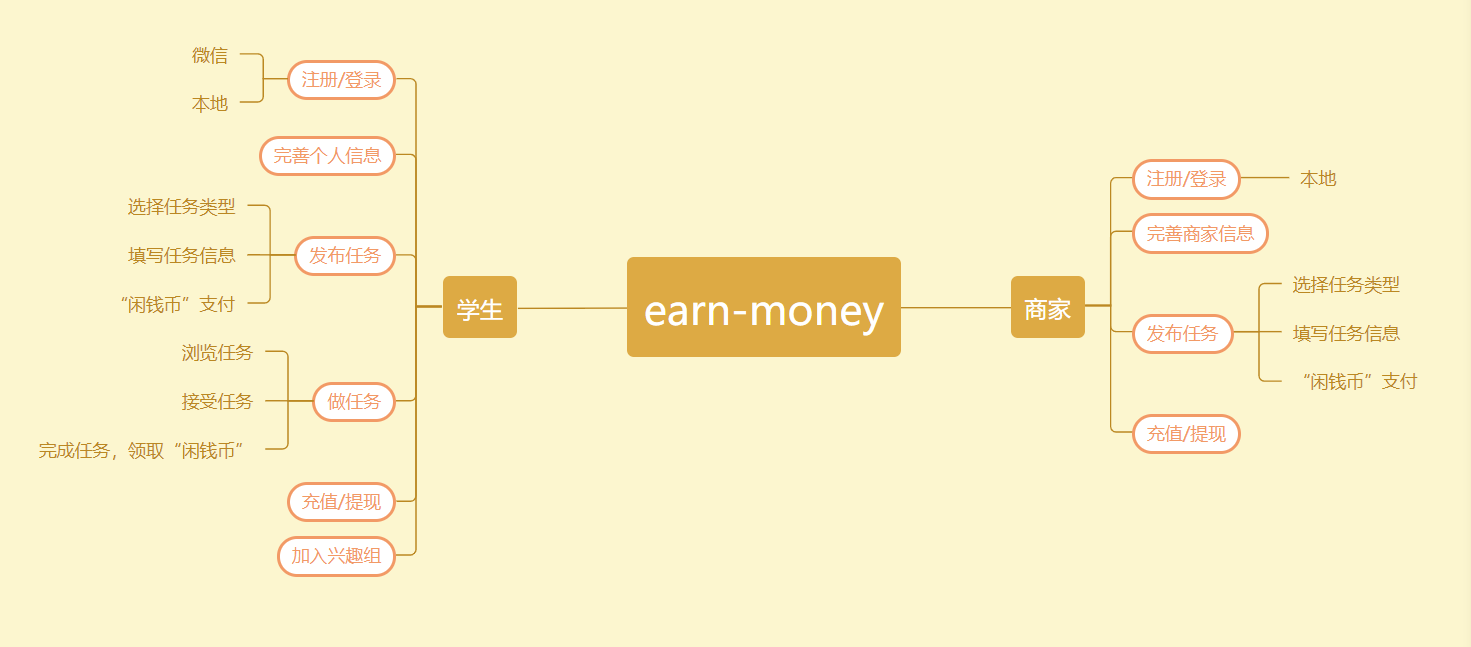 微信
本地
注册/登录
完善个人信息
选择任务类型
填写任务信息
“闲钱币”支付
发布任务
浏览任务
接受任务
完成任务，领取“闲钱币”
做任务
充值/提现
加入兴趣组
学生
earn-money
商家
注册/登录
本地
完善商家信息
发布任务
选择任务类型
填写任务信息
“闲钱币”支付
充值/提现